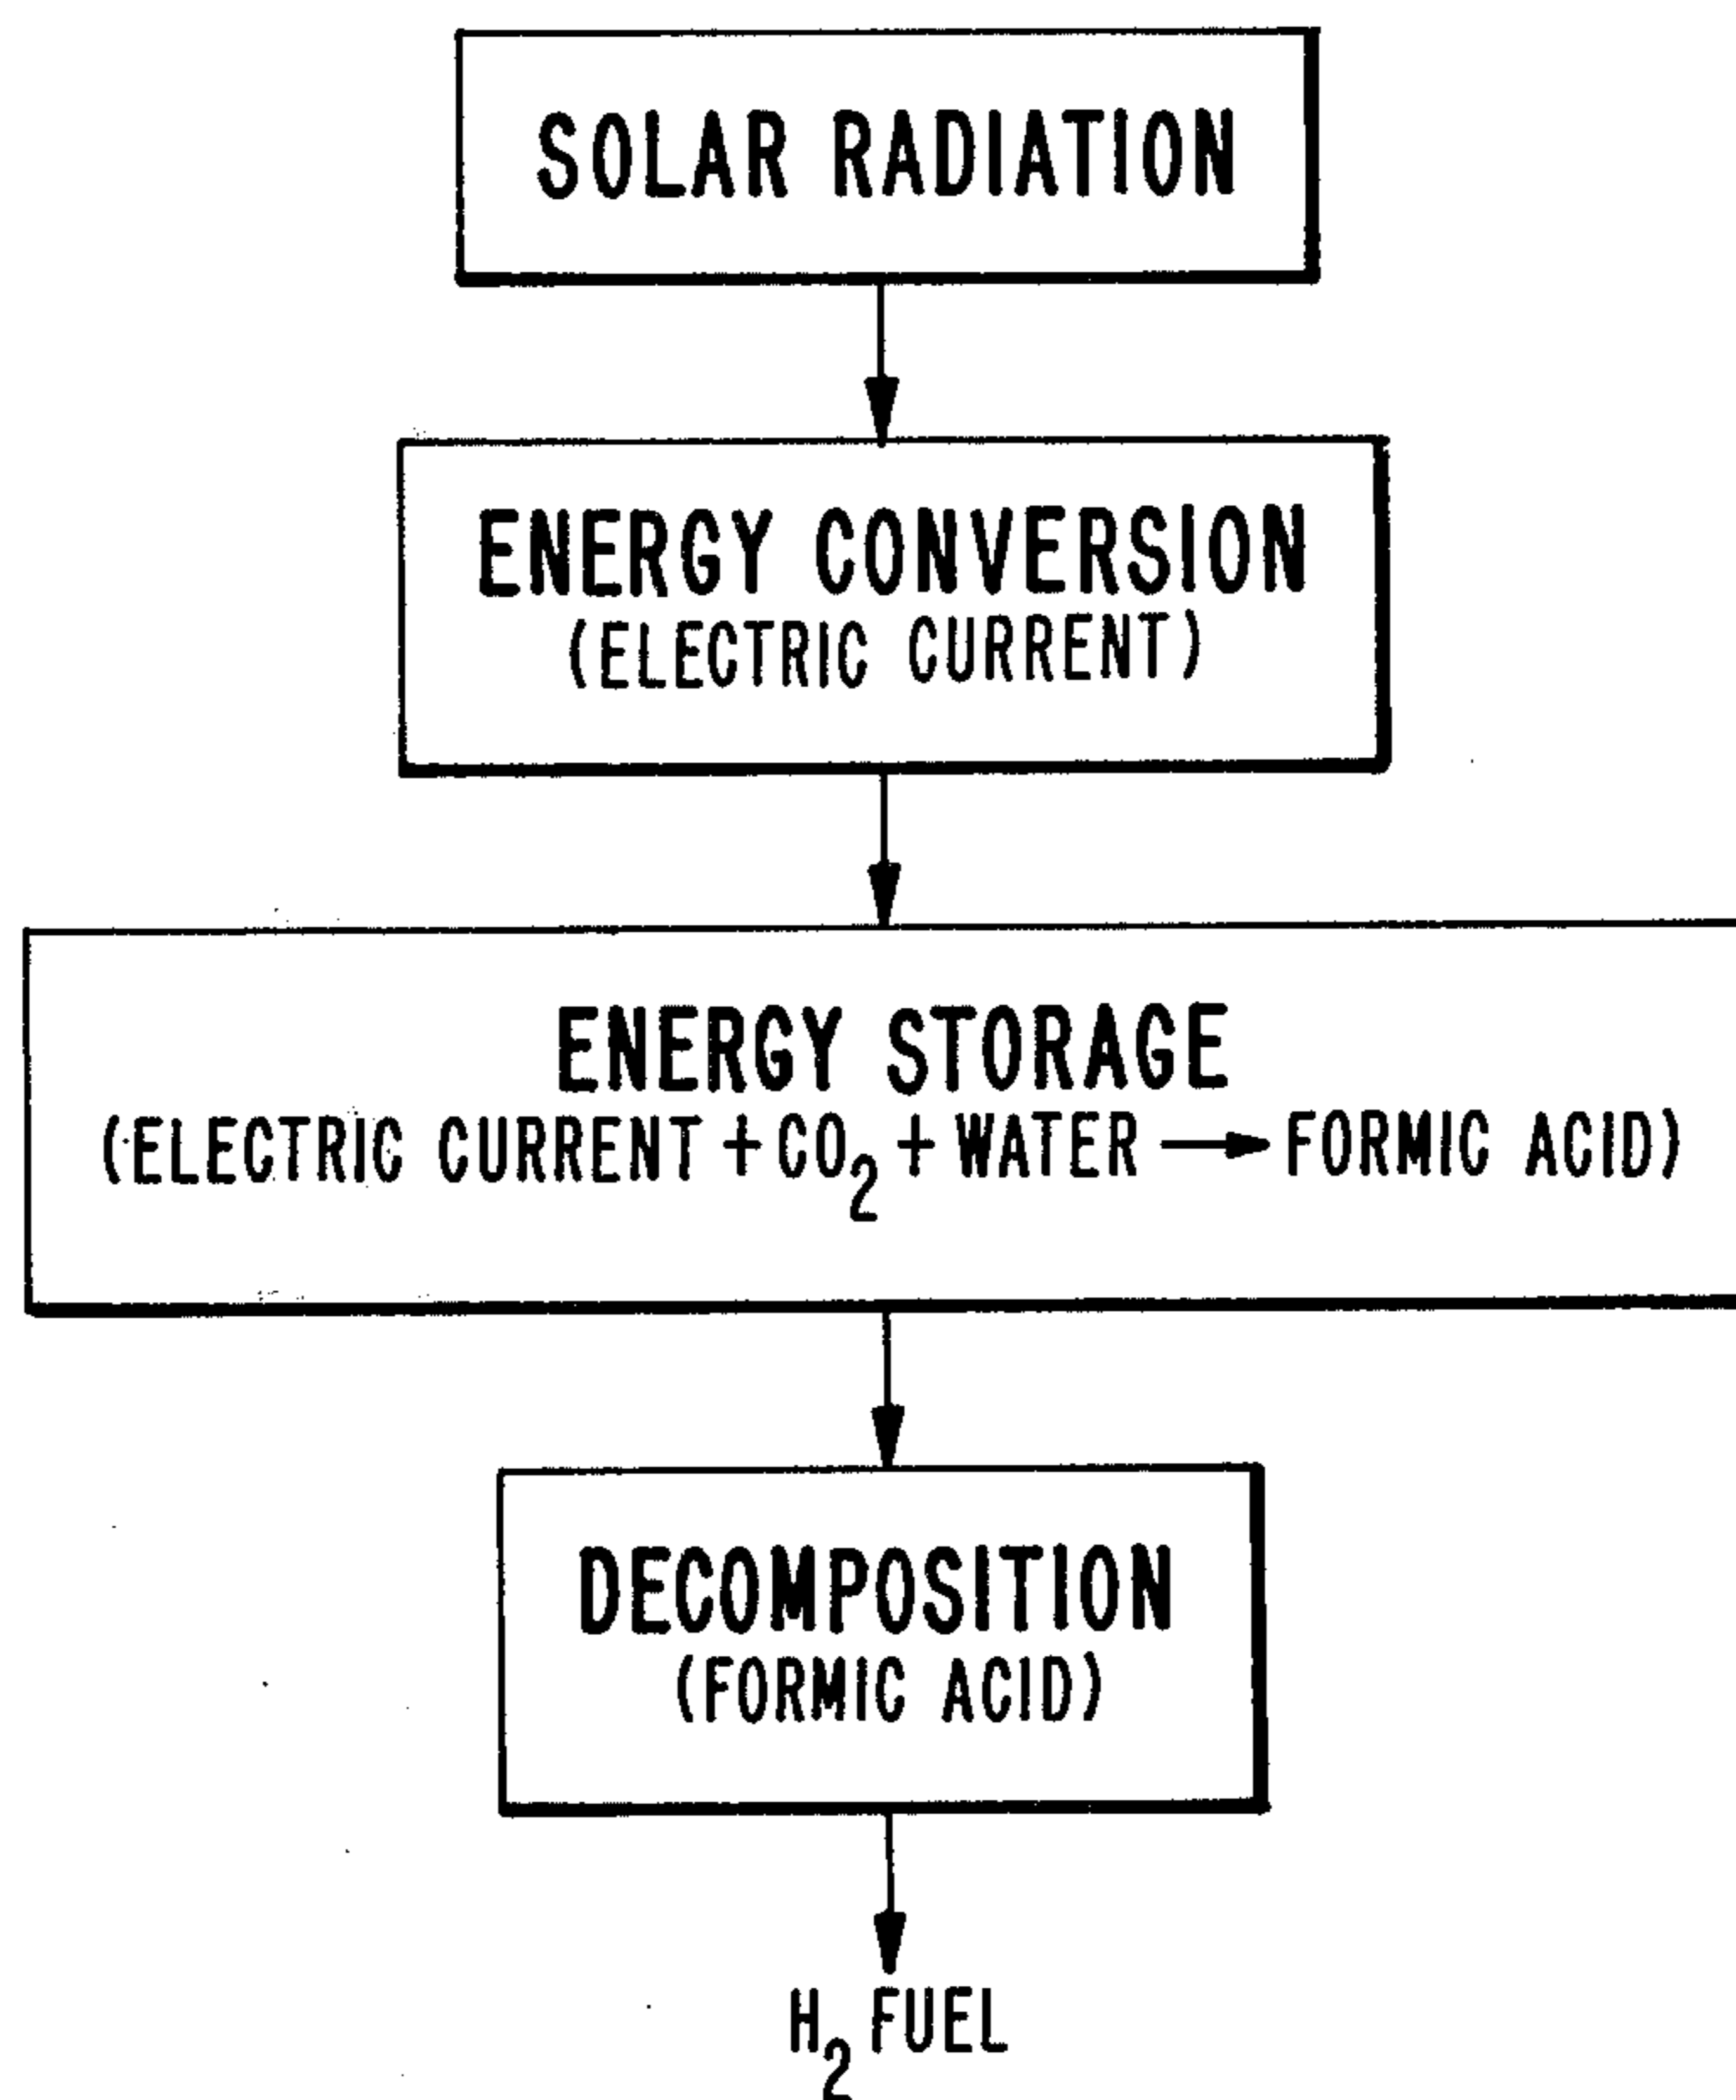 SOLAR RADIATION
ENERGY CONVERSION
(ELECTRIC CURRENT)
ENERGY STORAGE
(ELECTRIC CURRENT + CO₂ + WATER → FORMIC ACID)
DECOMPOSITION
(FORMIC ACID)
H₂ FUEL